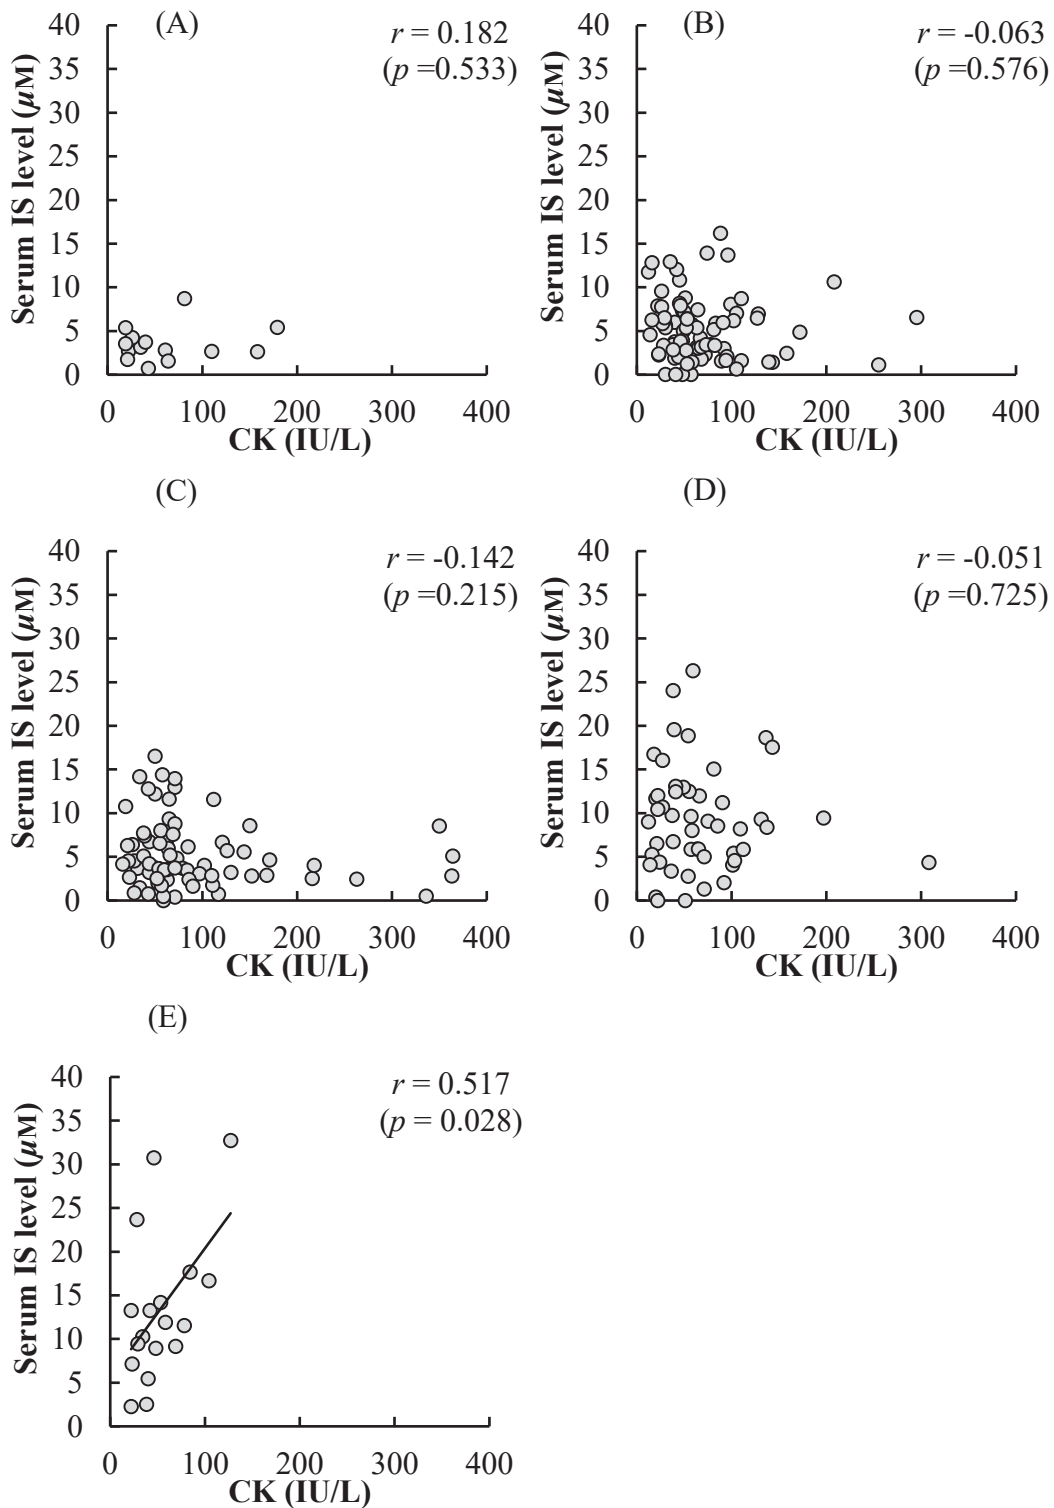 (A)
r = 0.182
(p =0.533)
Serum IS level (µM)
40
35
30
25
20
15
10
5
0
0 100 200 300 400
CK (IU/L)
(B)
r = -0.063
(p =0.576)
Serum IS level (µM)
40
35
30
25
20
15
10
5
0
0 100 200 300 400
CK (IU/L)
(C)
r = -0.142
(p =0.215)
Serum IS level (µM)
40
35
30
25
20
15
10
5
0
0 100 200 300 400
CK (IU/L)
(D)
r = -0.051
(p =0.725)
Serum IS level (µM)
40
35
30
25
20
15
10
5
0
0 100 200 300 400
CK (IU/L)
(E)
r = 0.517
(p = 0.028)
Serum IS level (µM)
40
35
30
25
20
15
10
5
0
0 100 200 300 400
CK (IU/L)